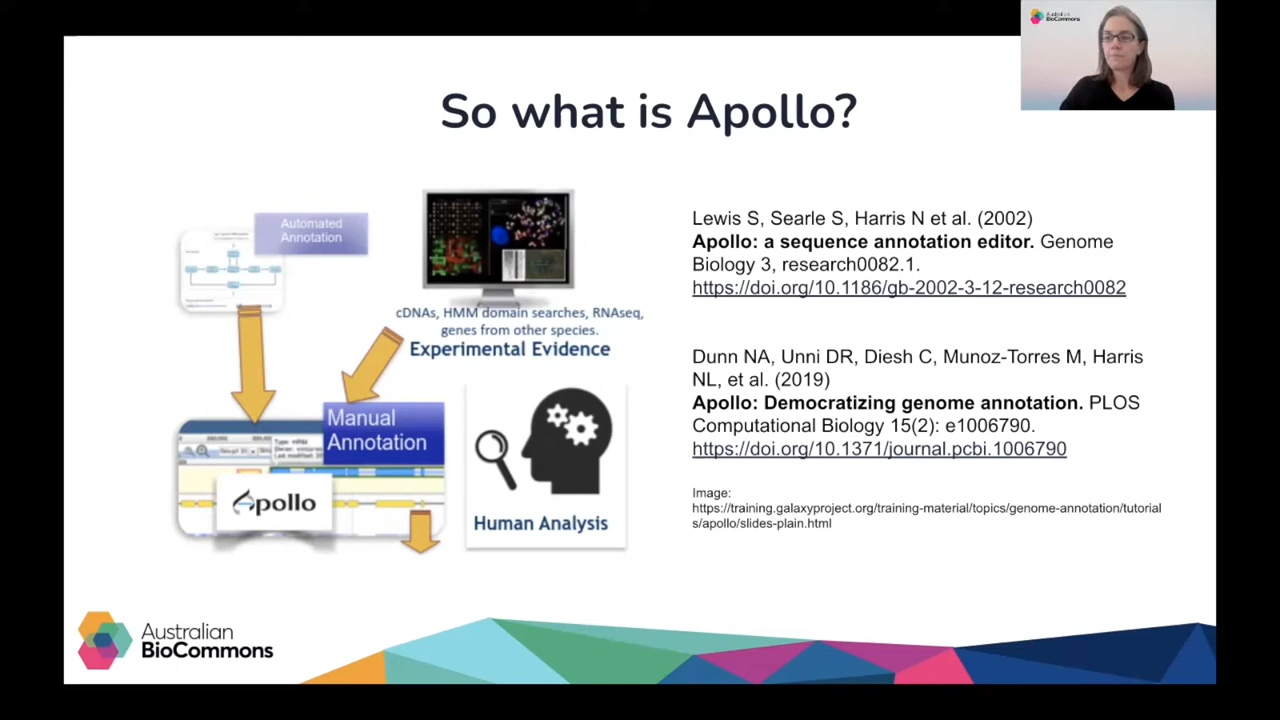 Australian
BioCommons
So what is Apollo?
Automated
Annotation
cDNAs, HMM domain searches, RNAseq,
genes from other species.
Experimental Evidence
Manual
Annotation
Apollo
Human Analysis
Lewis S, Searle S, Harris N et al. (2002)
Apollo: a sequence annotation editor. Genome
Biology 3, research0082.1.
https://doi.org/10.1186/gb-2002-3-12-research0082
Dunn NA, Unni DR, Diesh C, Munoz-Torres M, Harris
NL, et al. (2019)
Apollo: Democratizing genome annotation. PLOS
Computational Biology 15(2): e1006790.
https://doi.org/10.1371/journal.pcbi.1006790
Image:
https://training.galaxyproject.org/training-material/topics/genome-annotation/tutorial
s/apollo/slides-plain.html
Australian
BioCommons